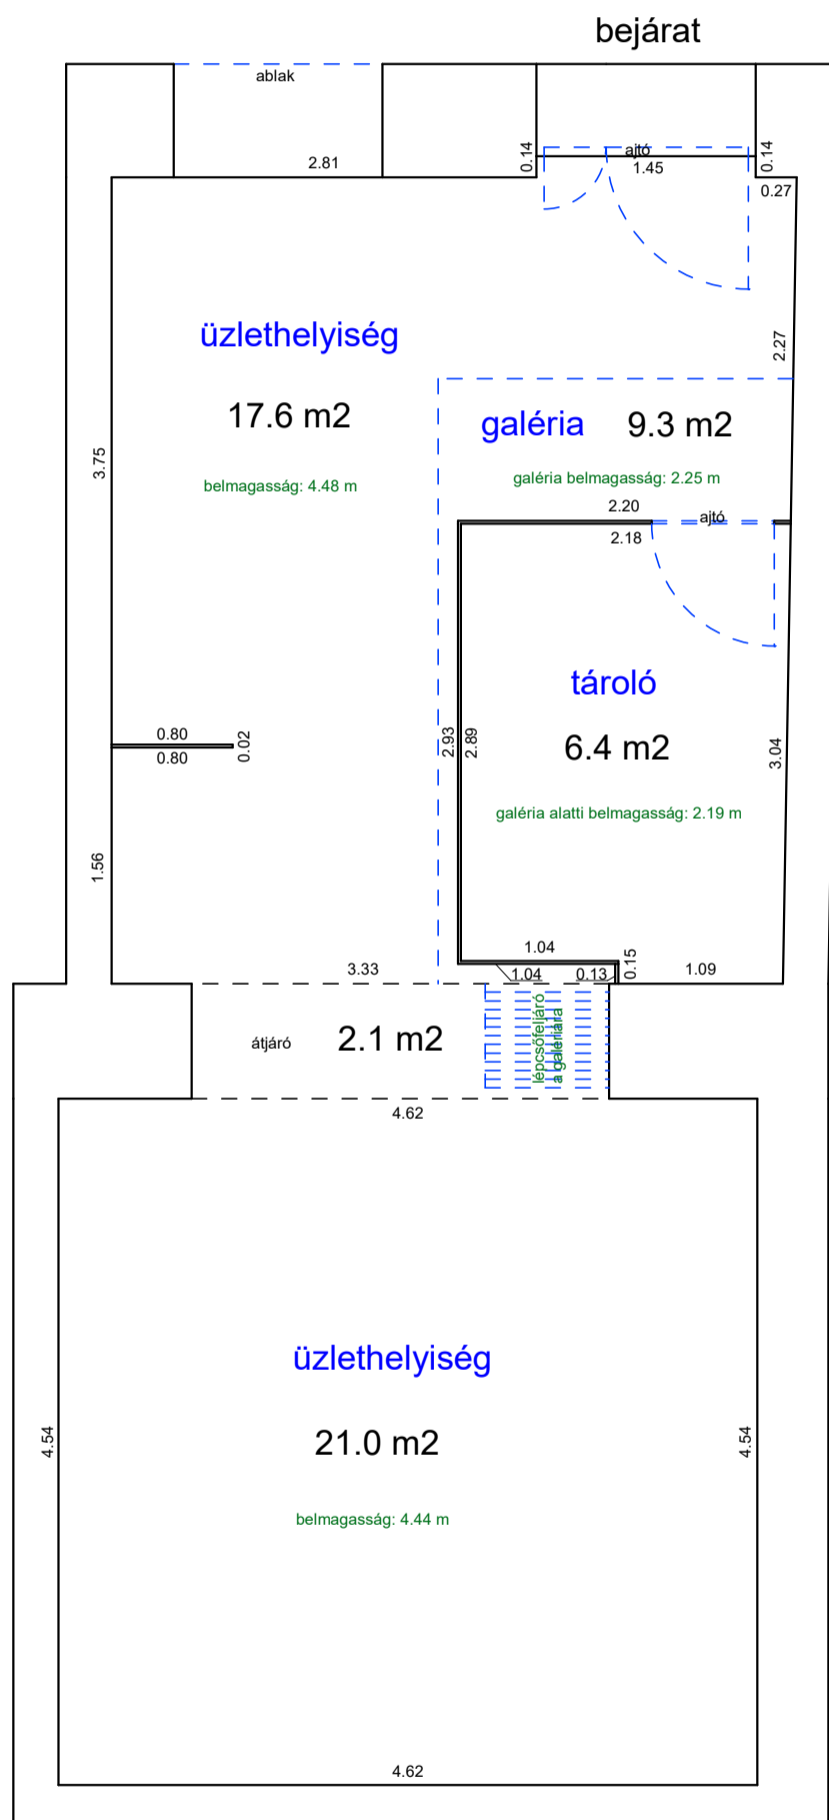 bejárat
ablak
2.81
0.14
ajtó
1.45
0.14
0.27
üzlethelyiség
17.6 m2
belmagasság: 4.48 m
2.27
galéria 9.3 m2
galéria belmagasság: 2.25 m
3.75
2.20
ajtó
2.18
tároló
6.4 m2
galéria alatti belmagasság: 2.19 m
0.80
0.80
0.02
2.93
2.89
3.04
1.56
3.33
1.04
1.04
0.13
0.15
1.09
átjáró
2.1 m2
lépcsőfeljáró
a galériára
4.62
üzlethelyiség
21.0 m2
belmagasság: 4.44 m
4.54
4.54
4.62